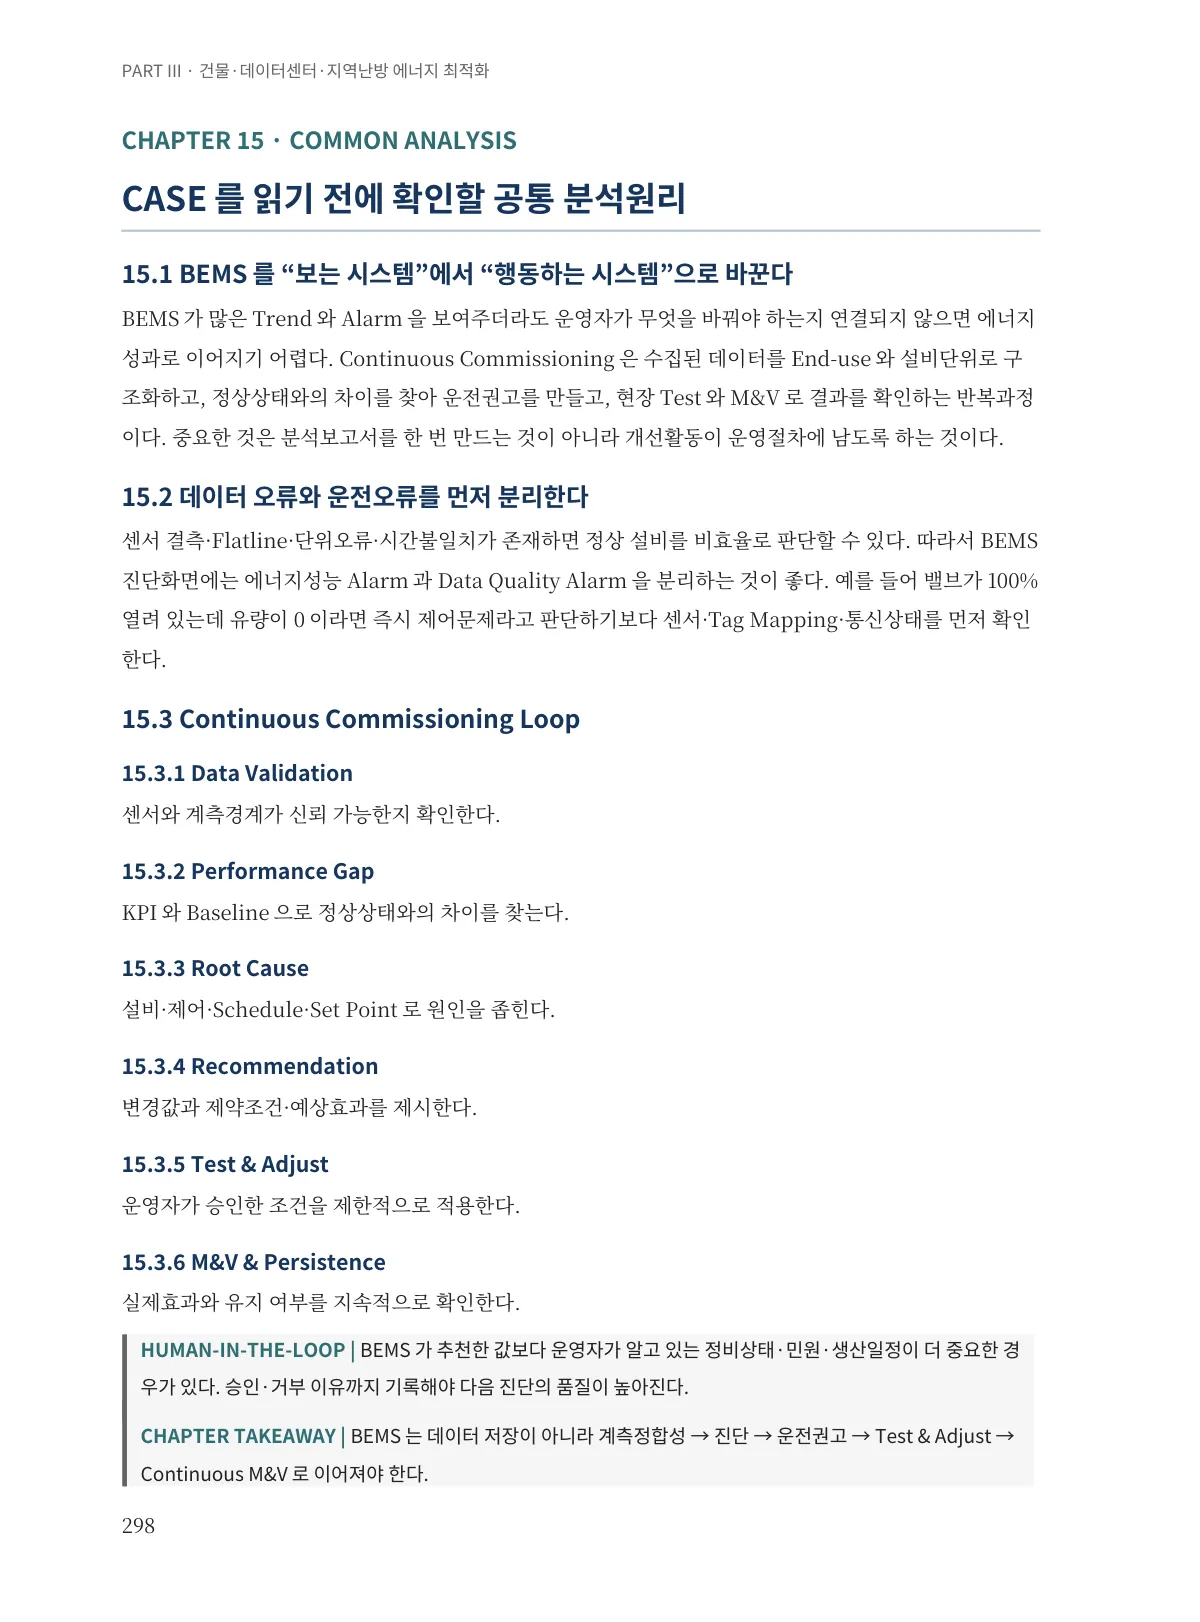 PART III · 건물·데이터센터·지역난방 에너지 최적화
CHAPTER 15 · COMMON ANALYSIS
CASE 를 읽기 전에 확인할 공통 분석원리
15.1 BEMS 를 “보는 시스템”에서 “행동하는 시스템”으로 바꾼다
BEMS 가 많은 Trend 와 Alarm 을 보여주더라도 운영자가 무엇을 바꿔야 하는지 연결되지 않으면 에너지
성과로 이어지기 어렵다. Continuous Commissioning 은 수집된 데이터를 End-use 와 설비단위로 구
조화하고, 정상상태와의 차이를 찾아 운전권고를 만들고, 현장 Test 와 M&V 로 결과를 확인하는 반복과정
이다. 중요한 것은 분석보고서를 한 번 만드는 것이 아니라 개선활동이 운영절차에 남도록 하는 것이다.
15.2 데이터 오류와 운전오류를 먼저 분리한다
센서 결측·Flatline·단위오류·시간불일치가 존재하면 정상 설비를 비효율로 판단할 수 있다. 따라서 BEMS
진단화면에는 에너지성능 Alarm 과 Data Quality Alarm 을 분리하는 것이 좋다. 예를 들어 밸브가 100%
열려 있는데 유량이 0 이라면 즉시 제어문제라고 판단하기보다 센서·Tag Mapping·통신상태를 먼저 확인
한다.
15.3 Continuous Commissioning Loop
15.3.1 Data Validation
센서와 계측경계가 신뢰 가능한지 확인한다.
15.3.2 Performance Gap
KPI 와 Baseline 으로 정상상태와의 차이를 찾는다.
15.3.3 Root Cause
설비·제어·Schedule·Set Point 로 원인을 좁힌다.
15.3.4 Recommendation
변경값과 제약조건·예상효과를 제시한다.
15.3.5 Test & Adjust
운영자가 승인한 조건을 제한적으로 적용한다.
15.3.6 M&V & Persistence
실제효과와 유지 여부를 지속적으로 확인한다.
HUMAN-IN-THE-LOOP | BEMS 가 추천한 값보다 운영자가 알고 있는 정비상태·민원·생산일정이 더 중요한 경
우가 있다. 승인·거부 이유까지 기록해야 다음 진단의 품질이 높아진다.
CHAPTER TAKEAWAY | BEMS 는 데이터 저장이 아니라 계측정합성 → 진단 → 운전권고 → Test & Adjust →
Continuous M&V 로 이어져야 한다.
298